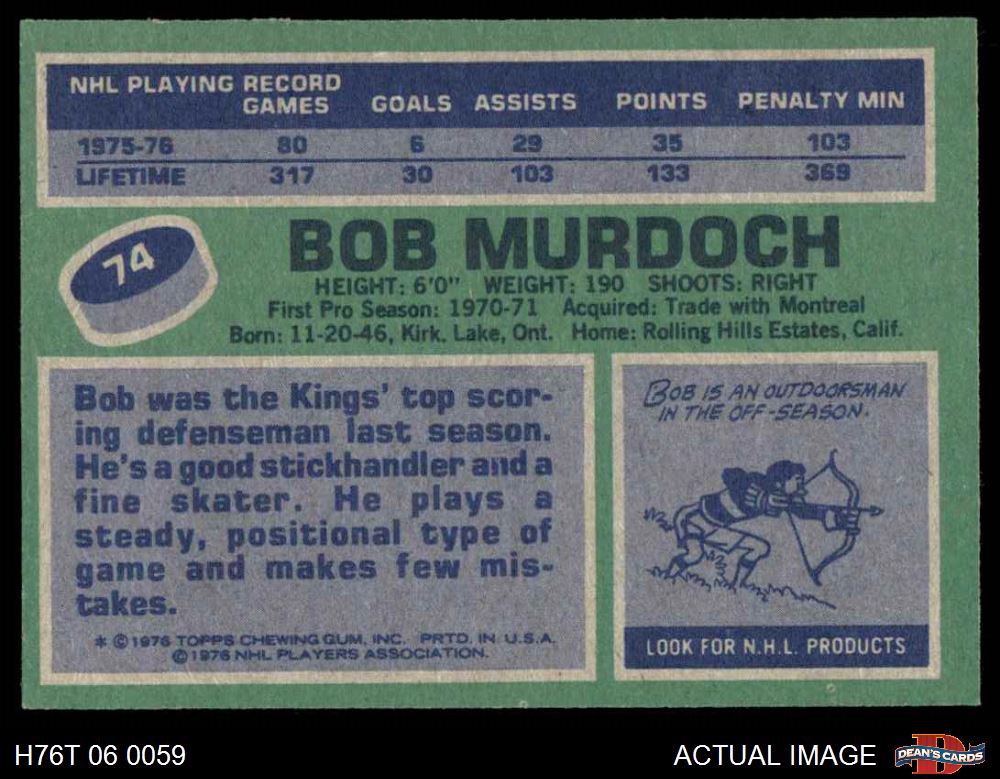 NHL PLAYING RECORD
GAMES GOALS ASSISTS POINTS PENALTY MIN
1975-76 80 6 29 35 103
LIFETIME 317 30 103 133 369
74
BOB MURDOCH
HEIGHT: 6'0" WEIGHT: 190 SHOOTS: RIGHT
First Pro Season: 1970-71 Acquired: Trade with Montreal
Born: 11-20-46, Kirk. Lake, Ont. Home: Rolling Hills Estates, Calif.
Bob was the Kings' top scor-
ing defenseman last season.
He's a good stickhandler and a
fine skater. He plays a
steady, positional type of
game and makes few mis-
takes.
* © 1976 TOPPS CHEWING GUM, INC. PRTD. IN U.S.A.
© 1976 NHL PLAYERS ASSOCIATION.
BOB IS AN OUTDOORSMAN
IN THE OFF-SEASON.
LOOK FOR N.H.L. PRODUCTS
H76T 06 0059
ACTUAL IMAGE
D
DEAN'S CARDS